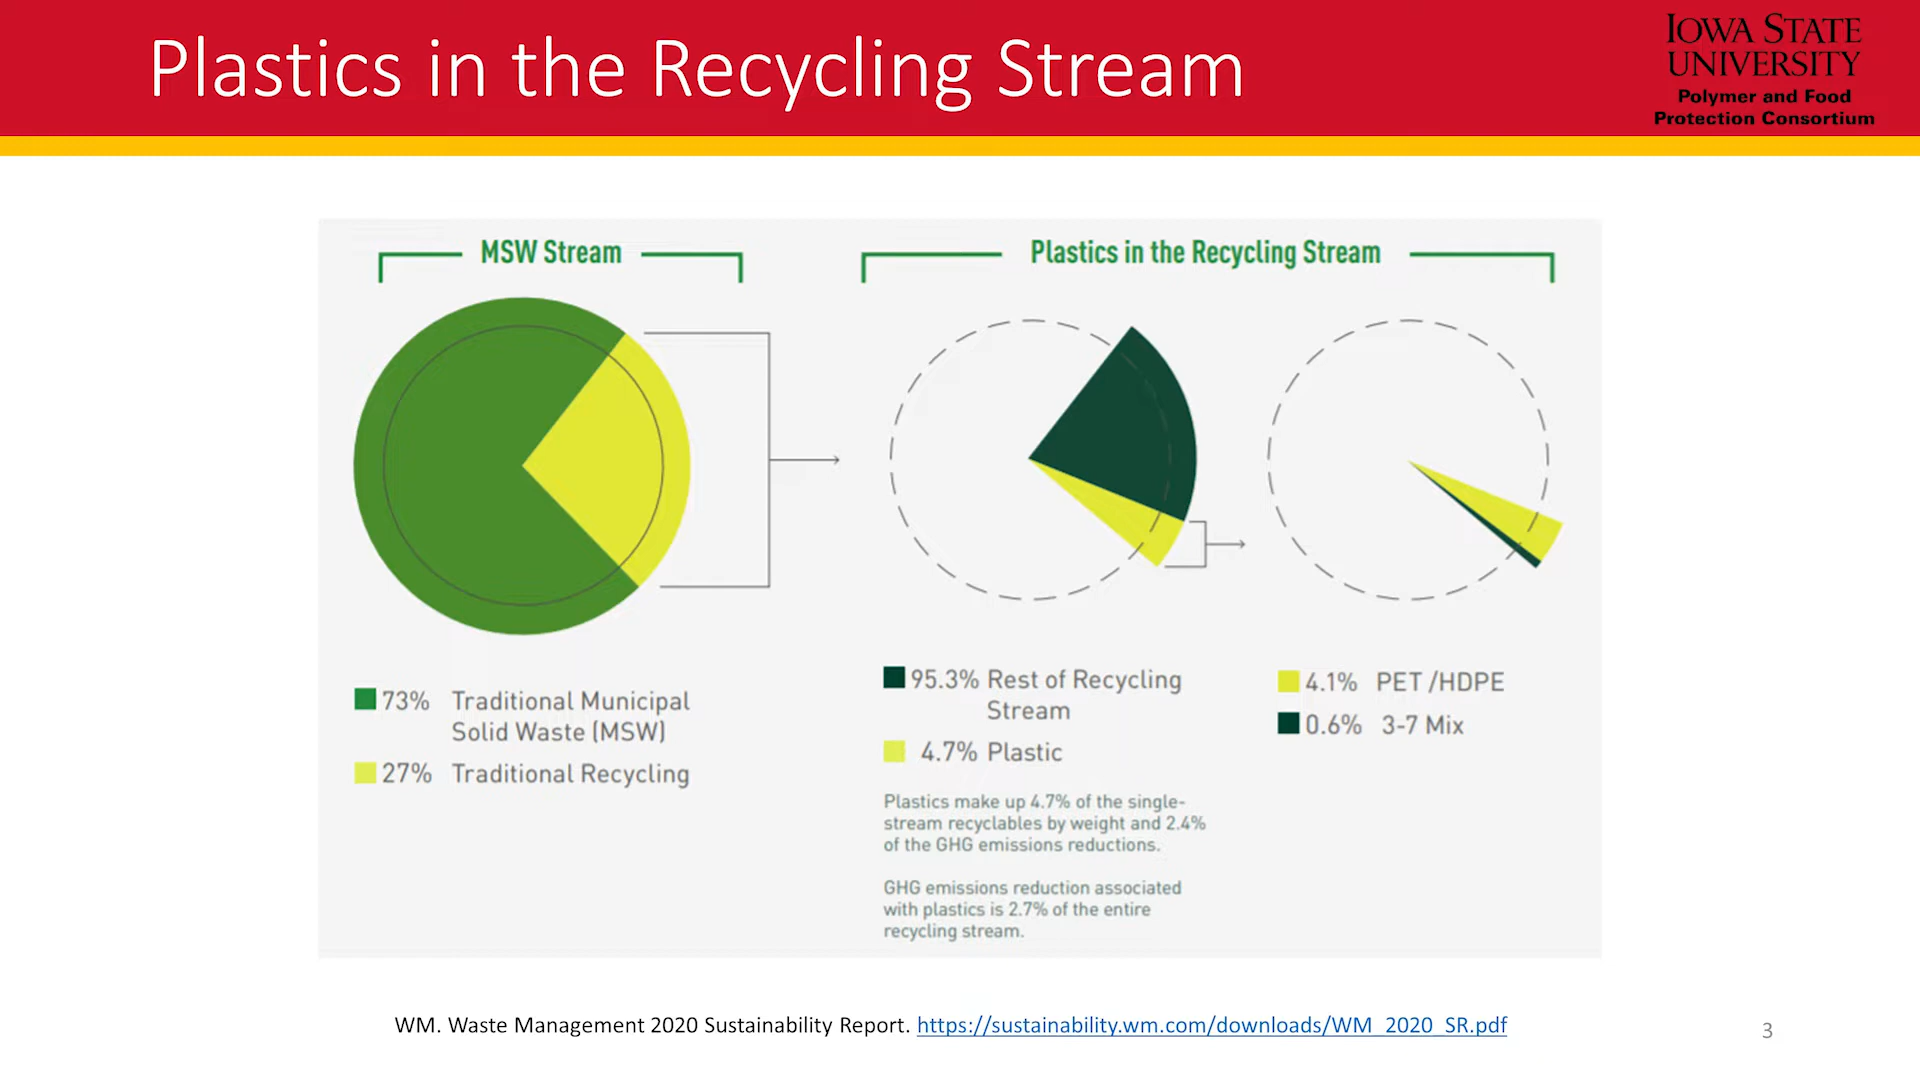 Plastics in the Recycling Stream
IOWA STATE
UNIVERSITY
Polymer and Food
Protection Consortium
MSW Stream
Plastics in the Recycling Stream
73% Traditional Municipal
Solid Waste (MSW)
27% Traditional Recycling
95.3% Rest of Recycling
Stream
4.7% Plastic
Plastics make up 4.7% of the single-
stream recyclables by weight and 2.4%
of the GHG emissions reductions.
GHG emissions reduction associated
with plastics is 2.7% of the entire
recycling stream.
4.1% PET /HDPE
0.6% 3-7 Mix
WM. Waste Management 2020 Sustainability Report. https://sustainability.wm.com/downloads/WM_2020_SR.pdf
3